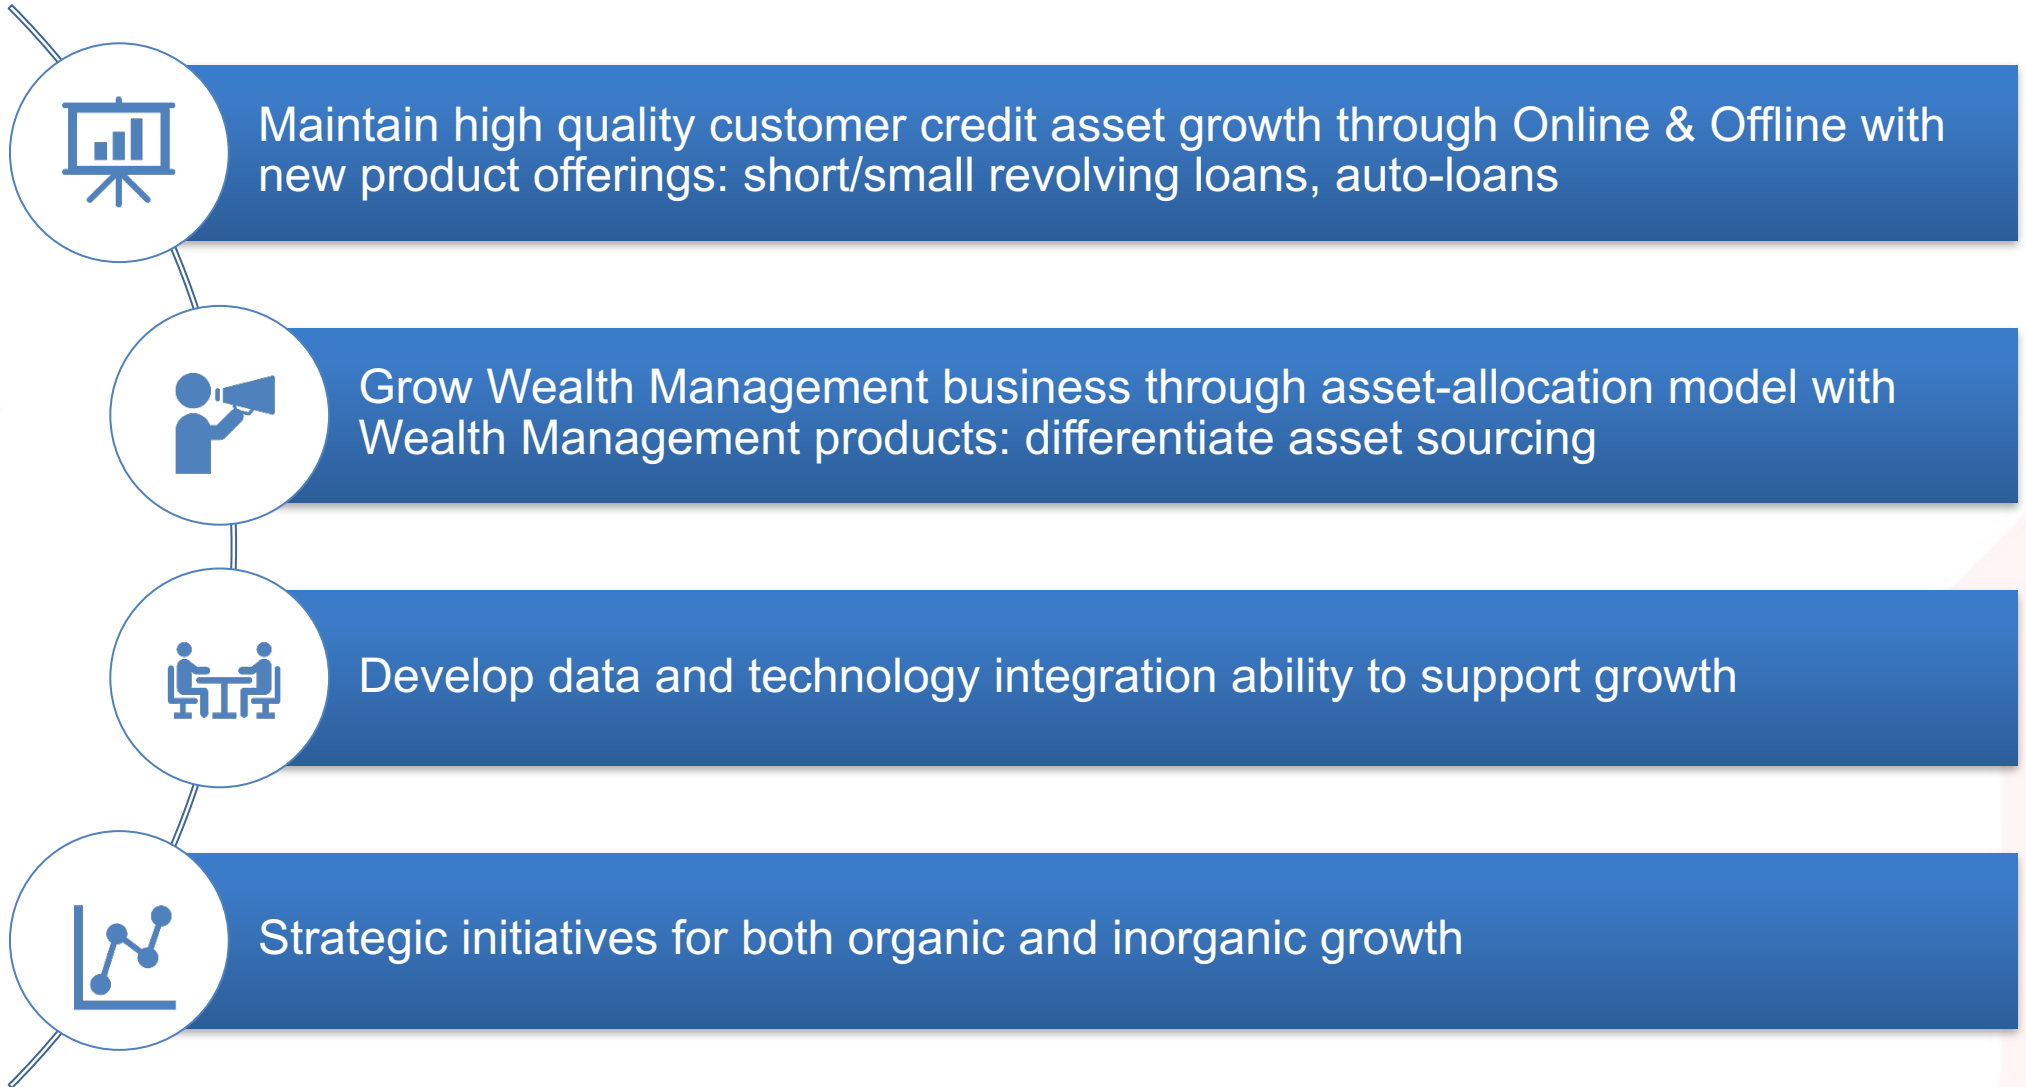 Maintain high quality customer credit asset growth through Online & Offline with
new product offerings: short/small revolving loans, auto-loans
Grow Wealth Management business through asset-allocation model with
Wealth Management products: differentiate asset sourcing
Develop data and technology integration ability to support growth
Strategic initiatives for both organic and inorganic growth